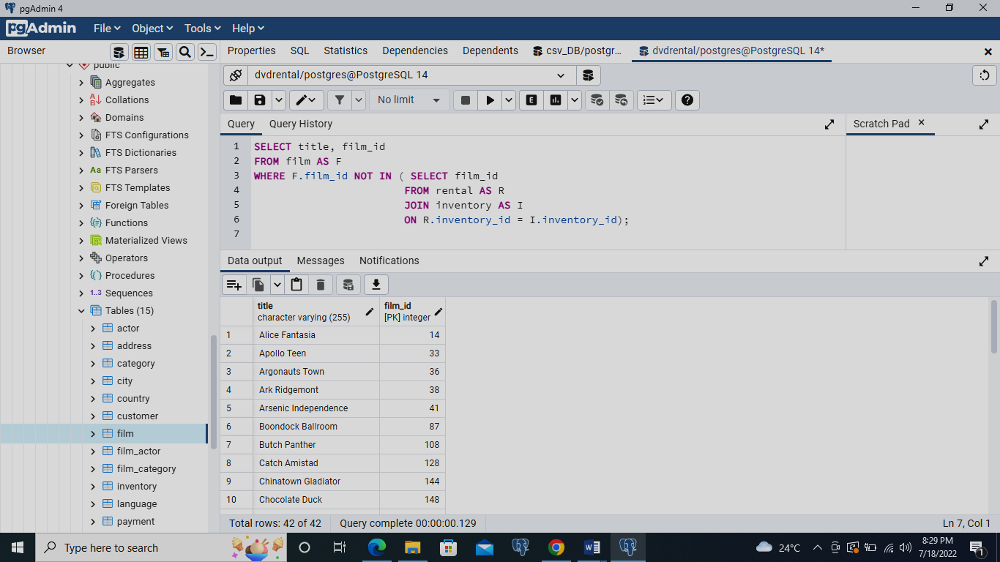 pgAdmin 4
pgAdmin
File Object Tools Help
Browser
Properties SQL Statistics Dependencies Dependents csv_DB/postgr... dvdrental/postgres@PostgreSQL 14*
public
Aggregates
Collations
Domains
FTS Configurations
FTS Dictionaries
Aa FTS Parsers
FTS Templates
Foreign Tables
Functions
Materialized Views
Operators
Procedures
1..3 Sequences
Tables (15)
actor
address
category
city
country
customer
film
film_actor
film_category
inventory
language
payment
dvdrental/postgres@PostgreSQL 14
No limit
E
Query Query History
Scratch Pad
1 SELECT title, film_id
2 FROM film AS F
3 WHERE F.film_id NOT IN ( SELECT film_id
4 FROM rental AS R
5 JOIN inventory AS I
6 ON R.inventory_id = I.inventory_id);
7
Data output Messages Notifications
title film_id
character varying (255) [PK] integer
1 Alice Fantasia 14
2 Apollo Teen 33
3 Argonauts Town 36
4 Ark Ridgemont 38
5 Arsenic Independence 41
6 Boondock Ballroom 87
7 Butch Panther 108
8 Catch Amistad 128
9 Chinatown Gladiator 144
10 Chocolate Duck 148
Total rows: 42 of 42 Query complete 00:00:00.129 Ln 7, Col 1
Type here to search
24°C
8:29 PM
7/18/2022
1